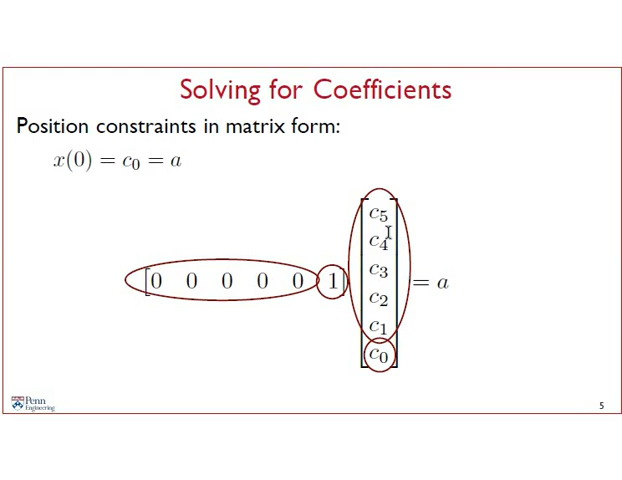 Solving for Coefficients
Position constraints in matrix form:
x(0) = c₀ = a
[0 0 0 0 0 1] [c₅ c₄ c₃ c₂ c₁ c₀] = a
Penn
Engineering
5